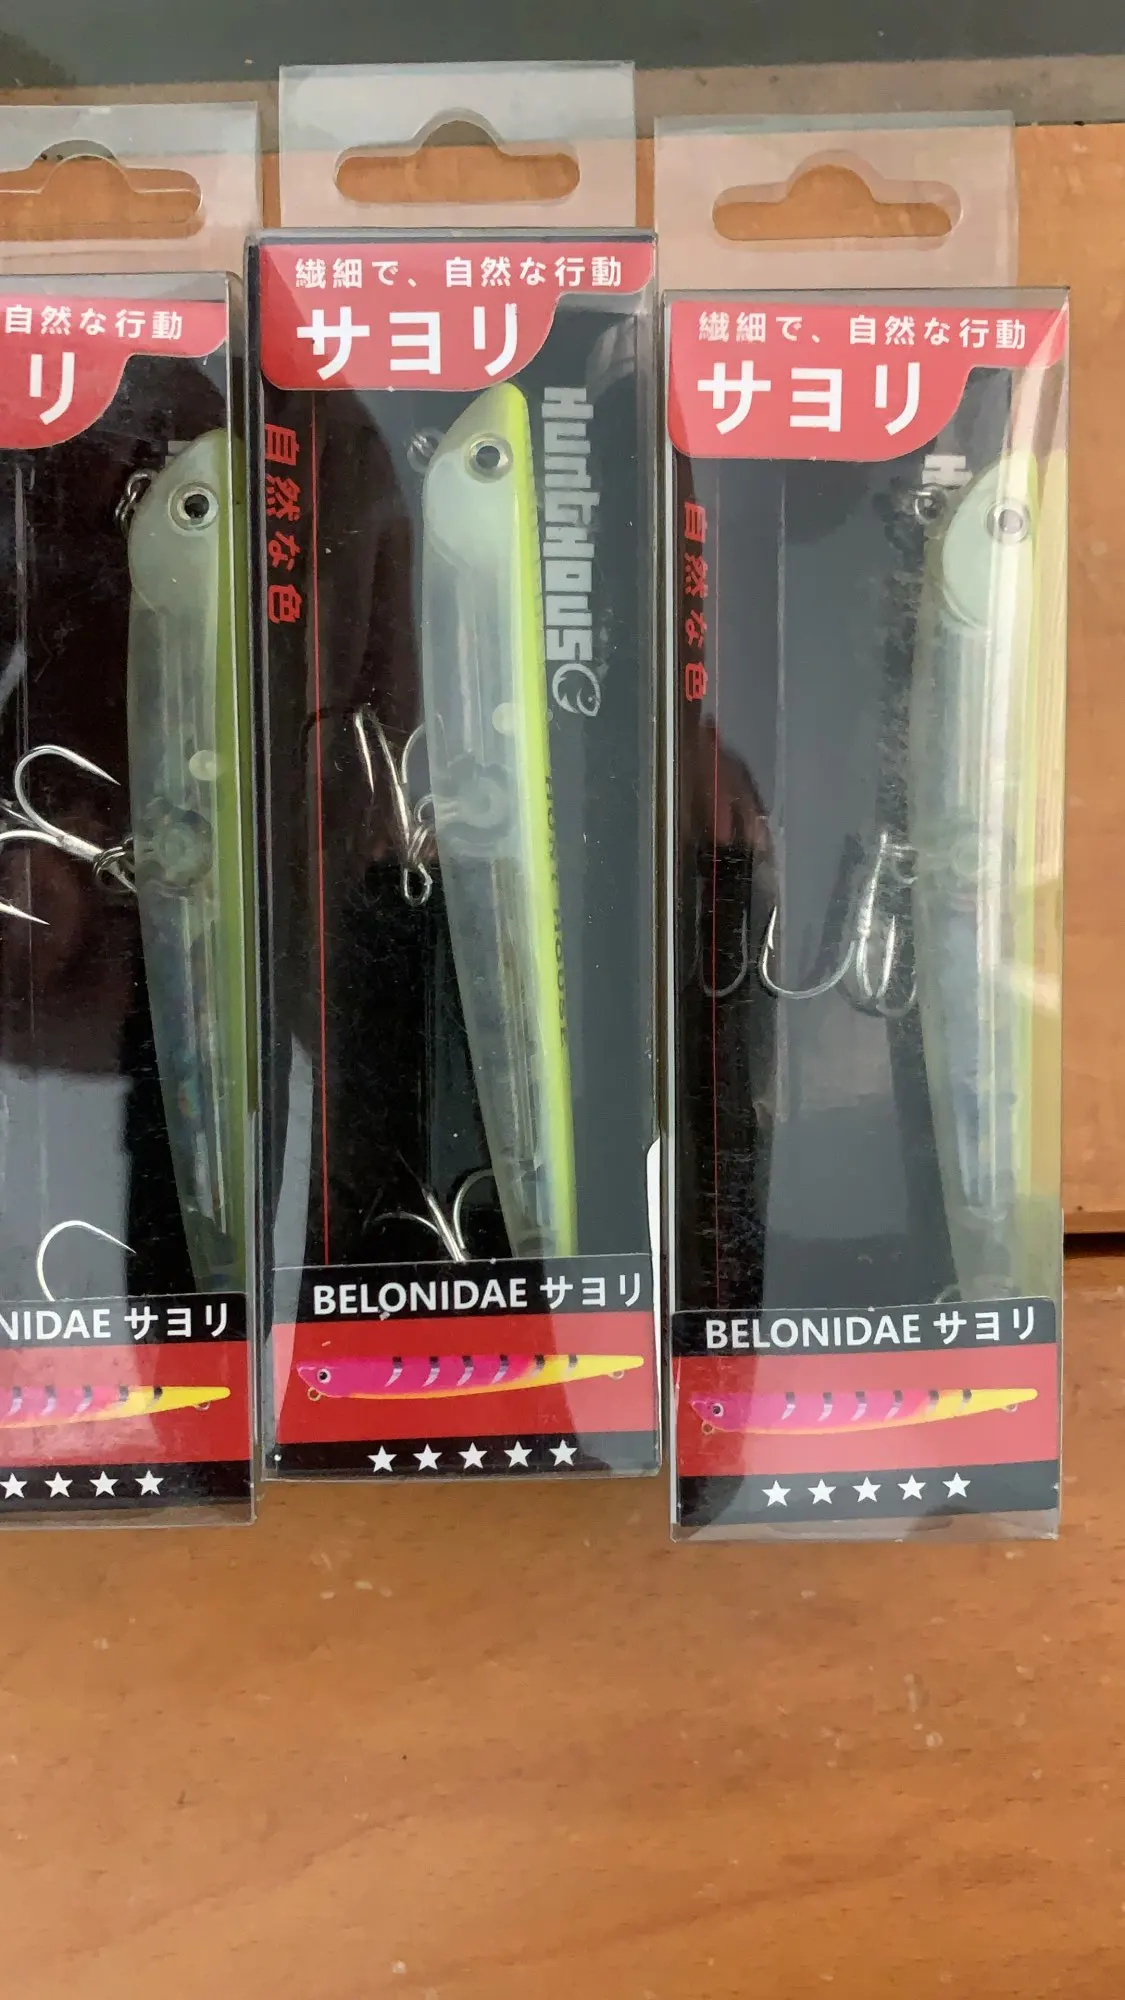 自然な行動
リ
NIDAE サヨリ
繊細で、自然な行動
サヨリ
自然な色
Hunthouse
HUNT HOUSE
BELONIDAE サヨリ
繊細で、自然な行動
サヨリ
自然な色
H
BELONIDAE サヨリ